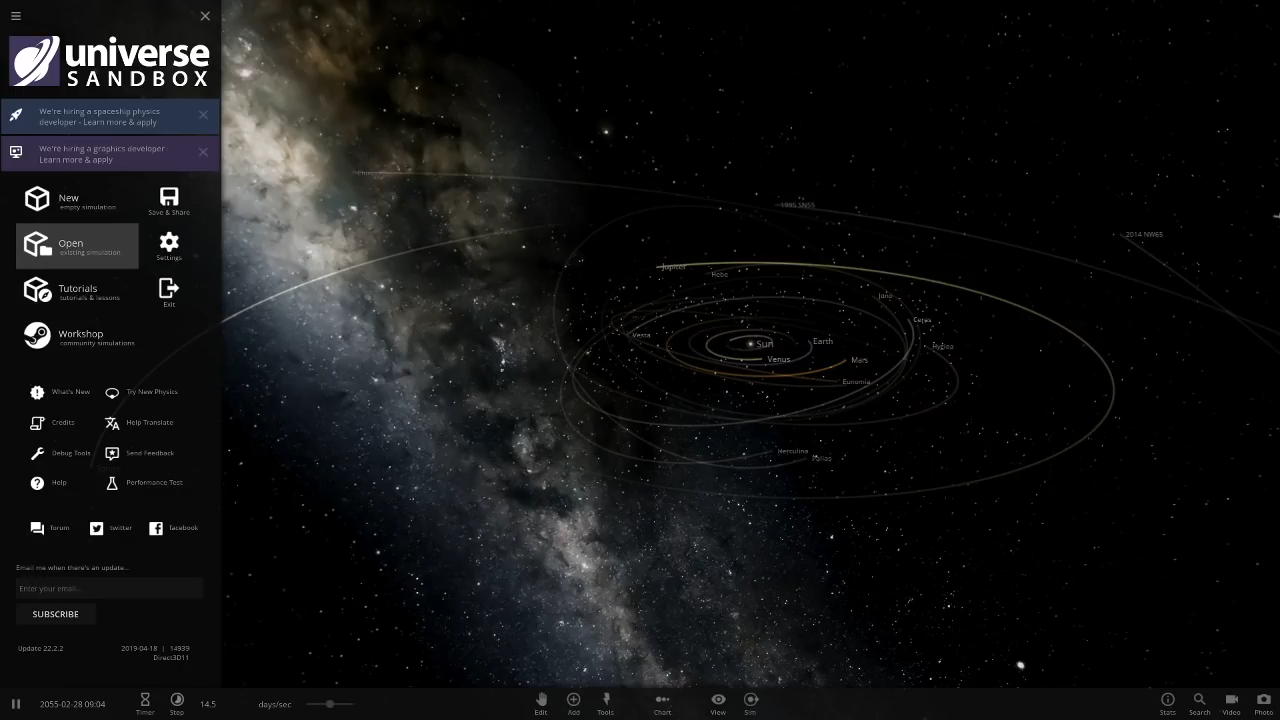 universe
SANDBOX
We're hiring a spaceship physics
developer - Learn more & apply
We're hiring a graphics developer
Learn more & apply
New
empty simulation
Save & Share
Open
existing simulation
Settings
Tutorials
tutorials & lessons
Exit
Workshop
community simulations
What's New
Try New Physics
Credits
Help Translate
Debug Tools
Send Feedback
Help
Performance Test
forum
twitter
facebook
Email me when there's an update...
Enter your email...
SUBSCRIBE
Update 22.2.2
2019-04-18 | 14939
Direct3D11
1995 SN55
2014 NW65
Jupiter
Hebe
Juno
Ceres
Vesta
Sun
Earth
Hygiea
Venus
Mars
Eunomia
Herculina
Pallas
2055-02-28 09:04
Timer
Step
14.5
days/sec
Edit
Add
Tools
Chart
View
Sim
Stats
Search
Video
Photo